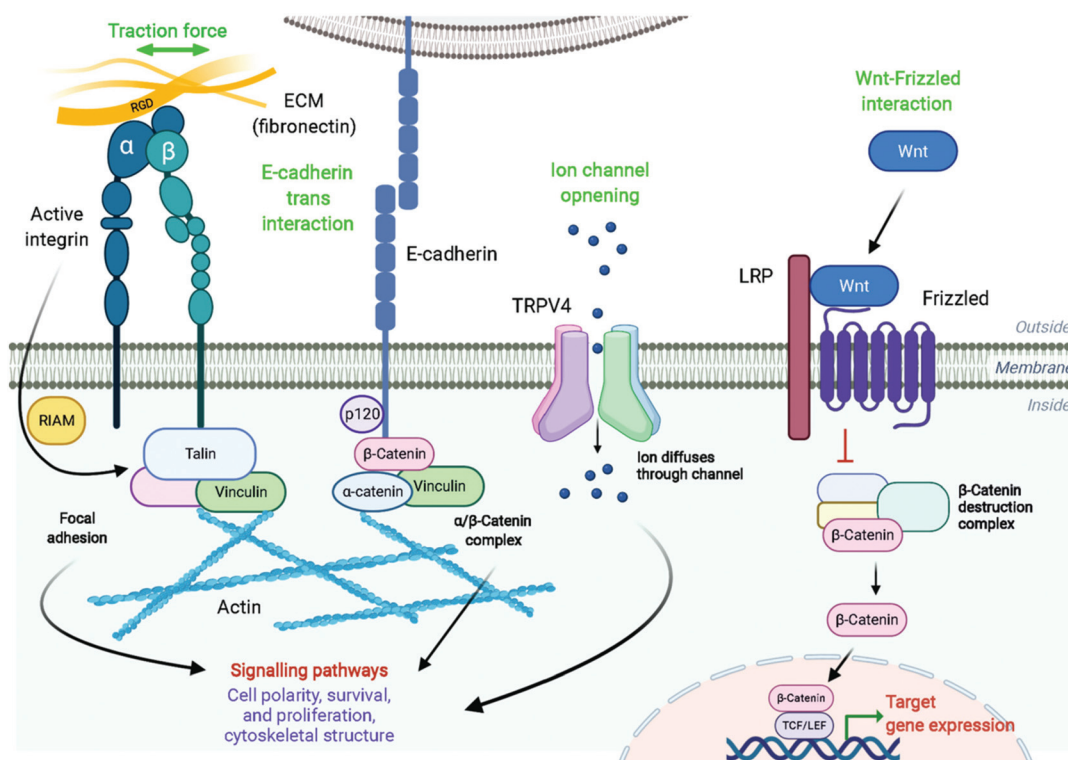 Traction force
RGD
ECM
(fibronectin)
α
β
Active
integrin
E-cadherin
trans
interaction
E-cadherin
Ion channel
opnening
TRPV4
Wnt-Frizzled
interaction
Wnt
LRP
Wnt
Frizzled
Outside
Membrane
Inside
RIAM
Talin
Vinculin
Focal
adhesion
p120
β-Catenin
α-catenin
Vinculin
α/β-Catenin
complex
Actin
Ion diffuses
through channel
β-Catenin
destruction
complex
β-Catenin
β-Catenin
Signalling pathways
Cell polarity, survival,
and proliferation,
cytoskeletal structure
β-Catenin
TCF/LEF
Target
gene expression